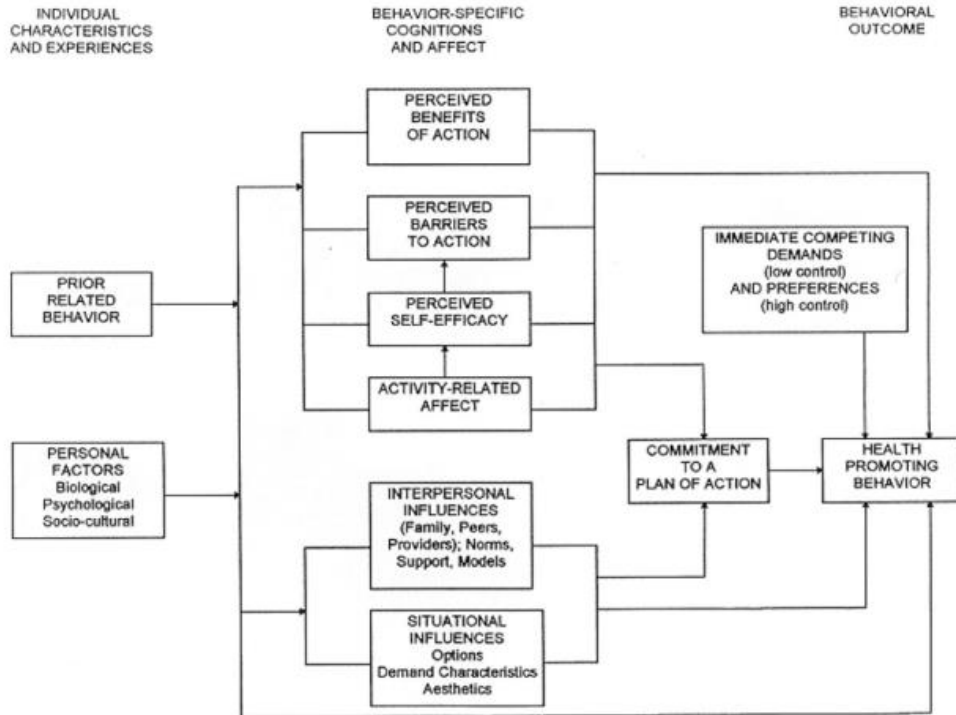 INDIVIDUAL
CHARACTERISTICS
AND EXPERIENCES
BEHAVIOR-SPECIFIC
COGNITIONS
AND AFFECT
BEHAVIORAL
OUTCOME
PERCEIVED
BENEFITS
OF ACTION
PERCEIVED
BARRIERS
TO ACTION
IMMEDIATE COMPETING
DEMANDS
(low control)
AND PREFERENCES
(high control)
PRIOR
RELATED
BEHAVIOR
PERCEIVED
SELF-EFFICACY
ACTIVITY-RELATED
AFFECT
PERSONAL
FACTORS
Biological
Psychological
Socio-cultural
COMMITMENT
TO A
PLAN OF ACTION
HEALTH
PROMOTING
BEHAVIOR
INTERPERSONAL
INFLUENCES
(Family, Peers,
Providers); Norms,
Support, Models
SITUATIONAL
INFLUENCES
Options
Demand Characteristics
Aesthetics